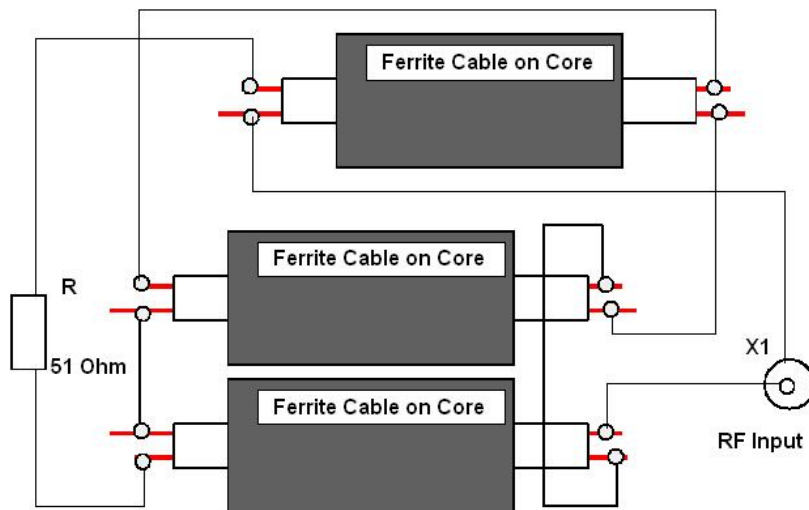 Ferrite Cable on Core
Ferrite Cable on Core
R
51 Ohm
X1
Ferrite Cable on Core
RF Input